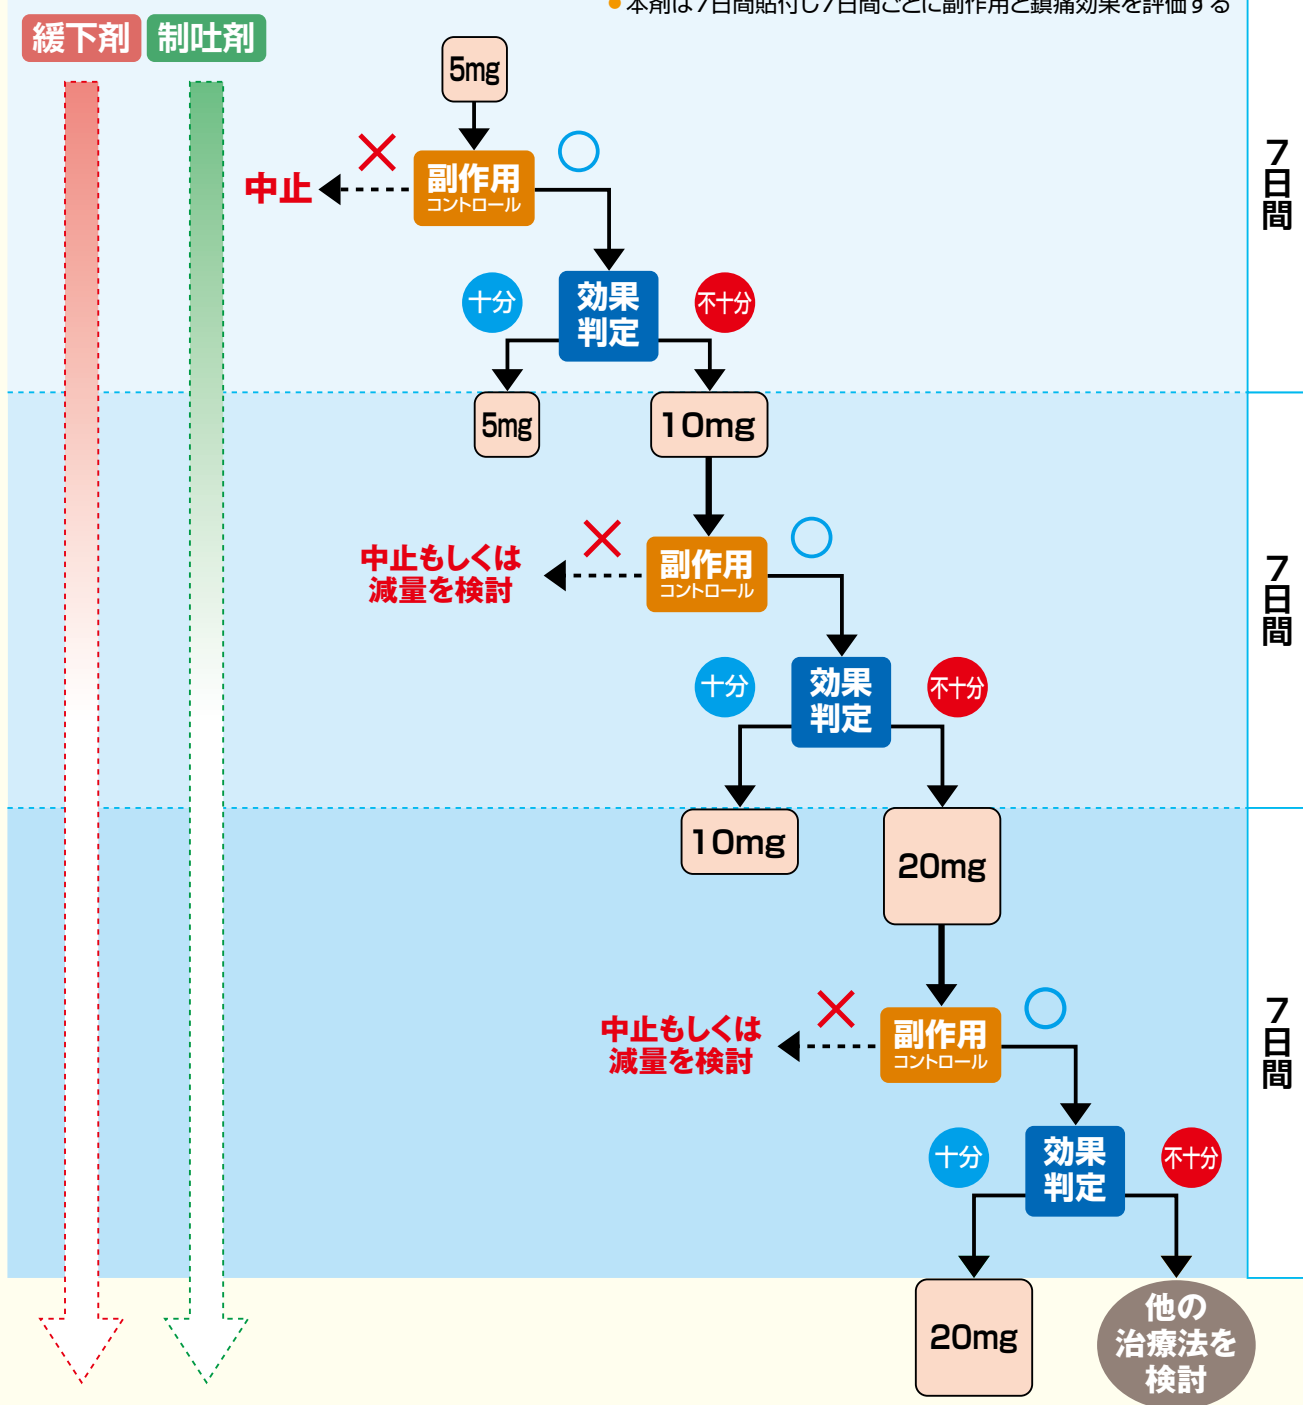 ● 本剤は7日間貼付し7日間ごとに副作用と鎮痛効果を評価する
緩下剤
制吐剤
5mg
副作用
コントロール
中止
効果
判定
十分
不十分
7日間
5mg
10mg
副作用
コントロール
中止もしくは
減量を検討
効果
判定
十分
不十分
7日間
10mg
20mg
副作用
コントロール
中止もしくは
減量を検討
効果
判定
十分
不十分
7日間
20mg
他の
治療法を
検討